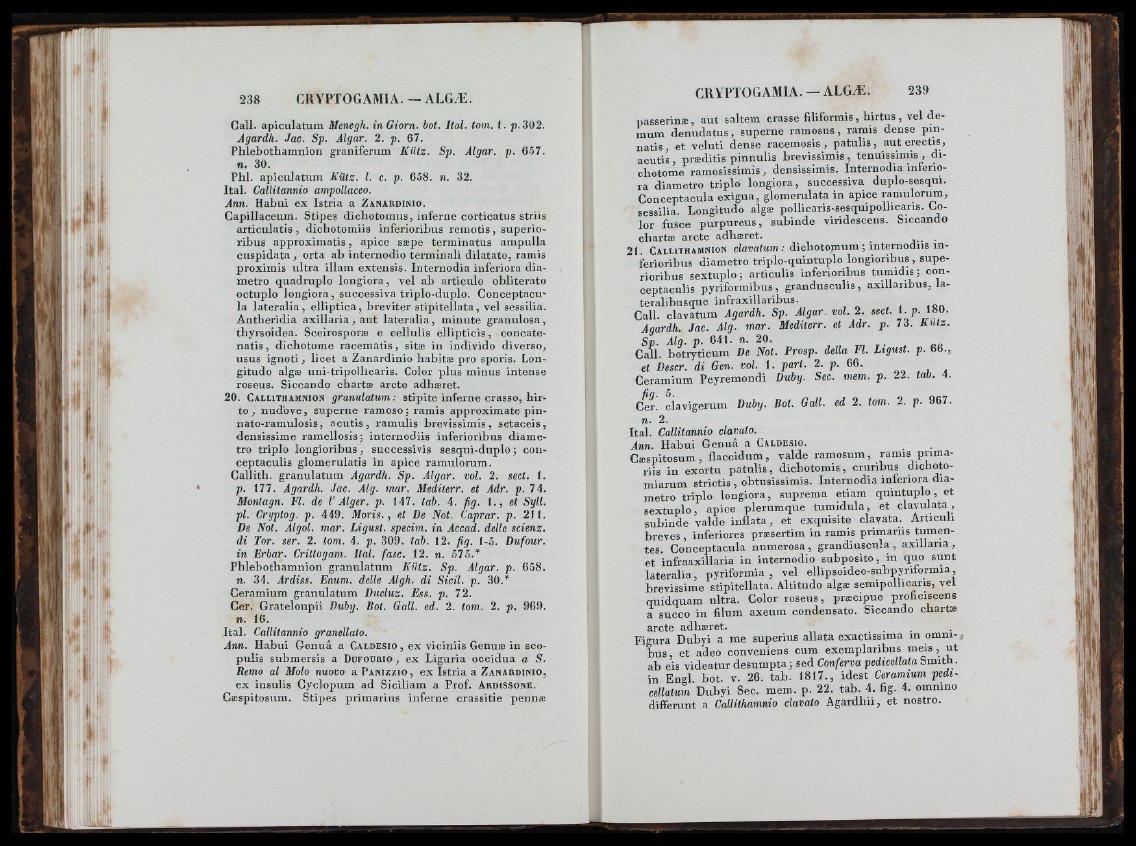 238 CRYPTOGAMIA. — ALGÆ.
Call. apiculatum Menegh. in Giorn. bot. Ital. tom. 1. p. 302.
Agardh. Jac. Sp. Algar. 2. p. 67.
Phlebothamnion graniferum Kütz. Sp. Algar. p. 657.
n. 30.
Phl. apiculatum Kütz. l. c. p. 658. n. 32.
Ital. Callitannio ampollaceo.
Ann. Habui ex Istria a ZANARDINIO.
Capillaceum. Stipes dichotomus, inferne corticatus striis
articulatis, dichotomiis inferioribus remotis, superio-
ribus approximatis, apice sæpe terminatus ampulla
cuspidata, orta ab internodio terminali dilatato, ramis
proximis ultra illam extensis. Internodia inferiora dia-
metro quadruplo longiora, vel ab articulo obliterato
octuplo longiora, successiva triplo-duplo. Conceptacu-
la lateralia, elliptica, breviter stipitellata, vel sessilia.
Antheridia axillaria, aut lateralia, minute granulosa,
thyrsoidea. Sceirosporæ e cellulis ellipticis, concate-
natis, dichotome racematis, sitæ in individo diverso,
usus ignoti, licet a Zanardinio habitæ pro sporis. Lon-
gitudo algæ uni-tripollicaris. Color plus minus intense
roseus. Siccando chartæ arcte adhæret.
20. CALLITHAMNION granulatum: stipite inferne crasso, hir-
to, nudove, superne ramoso; ramis approximate pin-
nato-ramulosis, acutis, ramulis brevissimis, setaceis,
densissime ramellosis; internodiis inferioribus diame-
tro triplo longioribus, successivis sesqui-duplo; con-
ceptaculis glomerulatis in apice ramulorum.
Callith. granulatum Agardh. Sp. Algar. vol. 2. sect. 1.
p. 177. Agardh. Jac. Alg. mar. Mediterr. et Adr. p. 74.
Montagn. Fl. de l' Alger. p. 147. tab. 4. fig. 1., et Syll.
pl. Cryptog. p. 449. Moris., et De Not. Caprar. p. 211.
De Not. Algol. mar. Ligust. specim. in Accad. delle scienz.
di Tor. ser. 2. tom. 4. p. 309. tab. 12. fig. 1-5. Dufour.
in Erbar. Crittogam. Ital. fasc. 12. n. 575.*
Phlebothamnion granulatum Kütz. Sp. Algar. p. 658.
n. 34. Ardiss. Enum. delle Algh. di Sicil. p. 30.*
Ceramium granulatum Ducluz. Ess. p. 72.
Cer. Grateloupii Duby. Bot. Gall. ed. 2. tom. 2. p. 969.
n. 16.
Ital. Callitannio granellato.
Ann. Habui Genuâ a CALDESIO, ex viciniis Genuæ in sco-
pulis submersis a DUFOURIO, ex Liguria occidua a S.
Remo al Molo nuovo a PANIZZIO, ex Istria a ZANARDINIO,
ex insulis Cyclopum ad Siciliam a Prof. ARDISSONE.
Cæspitosum. Stipes primarius inferne crassitie pennæ
CRYPTOGAMIA. — ALGÆ. 239
passerinæ, aut saltem crasse filiformis, hirtus, vel de-
mum denudatus, superne ramosus, ramis dense pin-
natis, et veluti dense racemosis, patulis, aut erectis,
acutis, præditis pinnulis brevissimis, tenuissimis, di-
chotome ramosissimis, densissimis. Internodia inferio-
ra diametro triplo longiora, successiva duplo-sesqui.
Conceptacula exigua, glomerulata in apice ramulorum,
sessilia. Longitudo algæ pollicaris-sesquipollicaris. Co-
lor fusce purpureus, subinde viridescens. Siccando
chartæ arcte adhæret.
21. CALLITHAMNION clavatum: dichotomum; internodiis in-
ferioribus diametro triplo-quintuplo longioribus, supe-
rioribus sextuplo; articulis inferioribus tumidis; con-
ceptaculis pyriformibus, grandusculis, axillaribus, la-
teralibusque infraxillaribus.
Call. clavatum Agardh. Sp. Algar. vol. 2. sect. 1. p. 180.
Agardh. Jac. Alg. mar. Mediterr. et Adr. p. 73. Kütz.
Sp. Alg. p. 641. n. 20.
Call. botryticum De Not. Prosp. della Fl. Ligust. p. 66.,
et Descr. di Gen. vol. 1. part. 2. p. 66.
Ceramium Peyremondi Duby. Sec. mem. p. 22. tab. 4.
fig. 5.
Cer. clavigerum Duby. Bot. Gall. ed 2. tom. 2. p. 967.
n. 2.
Ital. Callitannio clavato.
Ann. Habui Genuâ a CALDESIO.
Cæspitosum, flaccidum, valde ramosum, ramis prima-
riis in exortu patulis, dichotomis, cruribus dichoto-
miarum strictis, obtusissimis. Internodia inferiora dia-
metro triplo longiora, suprema etiam quintuplo, et
sextuplo, apice plerumque tumidula, et clavulata,
subinde valde inflata, et exquisite clavata. Articuli
breves, inferiores præsertim in ramis primariis tumen-
tes. Conceptacula numerosa, grandiuscula, axillaria,
et infraaxillaria in internodio subposito, in quo sunt
lateralia, pyriformia, vel ellipsoideo-subpyriformia,
brevissime stipitellata. Altitudo algæ semipollicaris, vel
quidquam ultra. Color roseus, præcipue proficiscens
a succo in filum axeum condensato. Siccando chartæ
arcte adhæret.
Figura Dubyi a me superius allata exactissima in omni-
bus, et adeo conveniens cum exemplaribus meis, ut
ab eis videatur desumpta; sed Conferva pedicellata Smith.
in Engl. bot. v. 26. tab. 1817., idest Ceramium pedi-
cellatum Dubyi Sec. mem. p. 22. tab. 4. fig. 4. omnino
differunt a Callithamnio clavato Agardhii, et nostro.